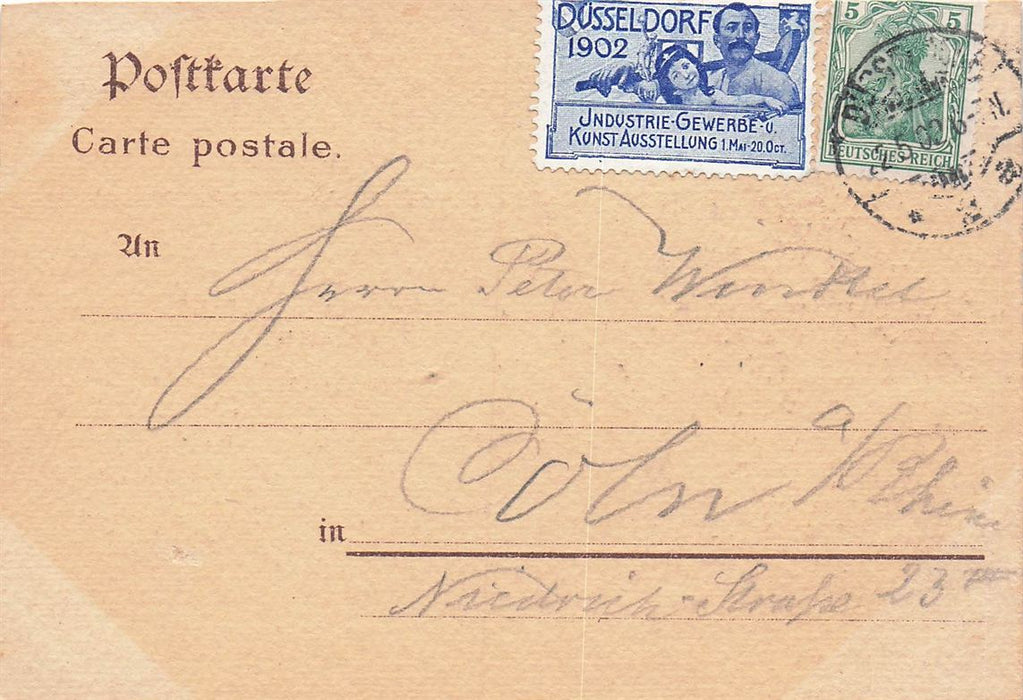 Postkarte
Carte postale.
DÜSSELDORF
1902
INDUSTRIE-GEWERBE-U.
KUNST AUSSTELLUNG 1. MAI-20. OCT.
5 5
DEUTSCHES REICH
An
Herrn Peter
Cöln a/Rhein
in
Straße 23